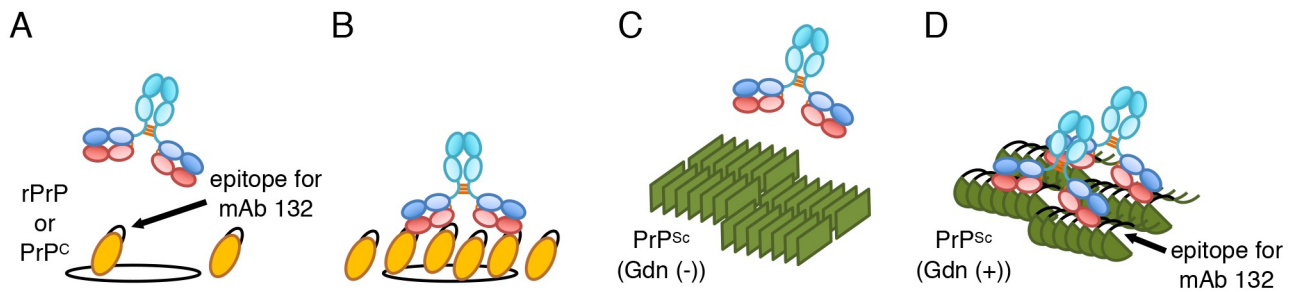 A
B
C
D
rPrP
or
PrPC
epitope for
mAb 132
PrPSc
(Gdn (-))
PrPSc
(Gdn (+))
epitope for
mAb 132